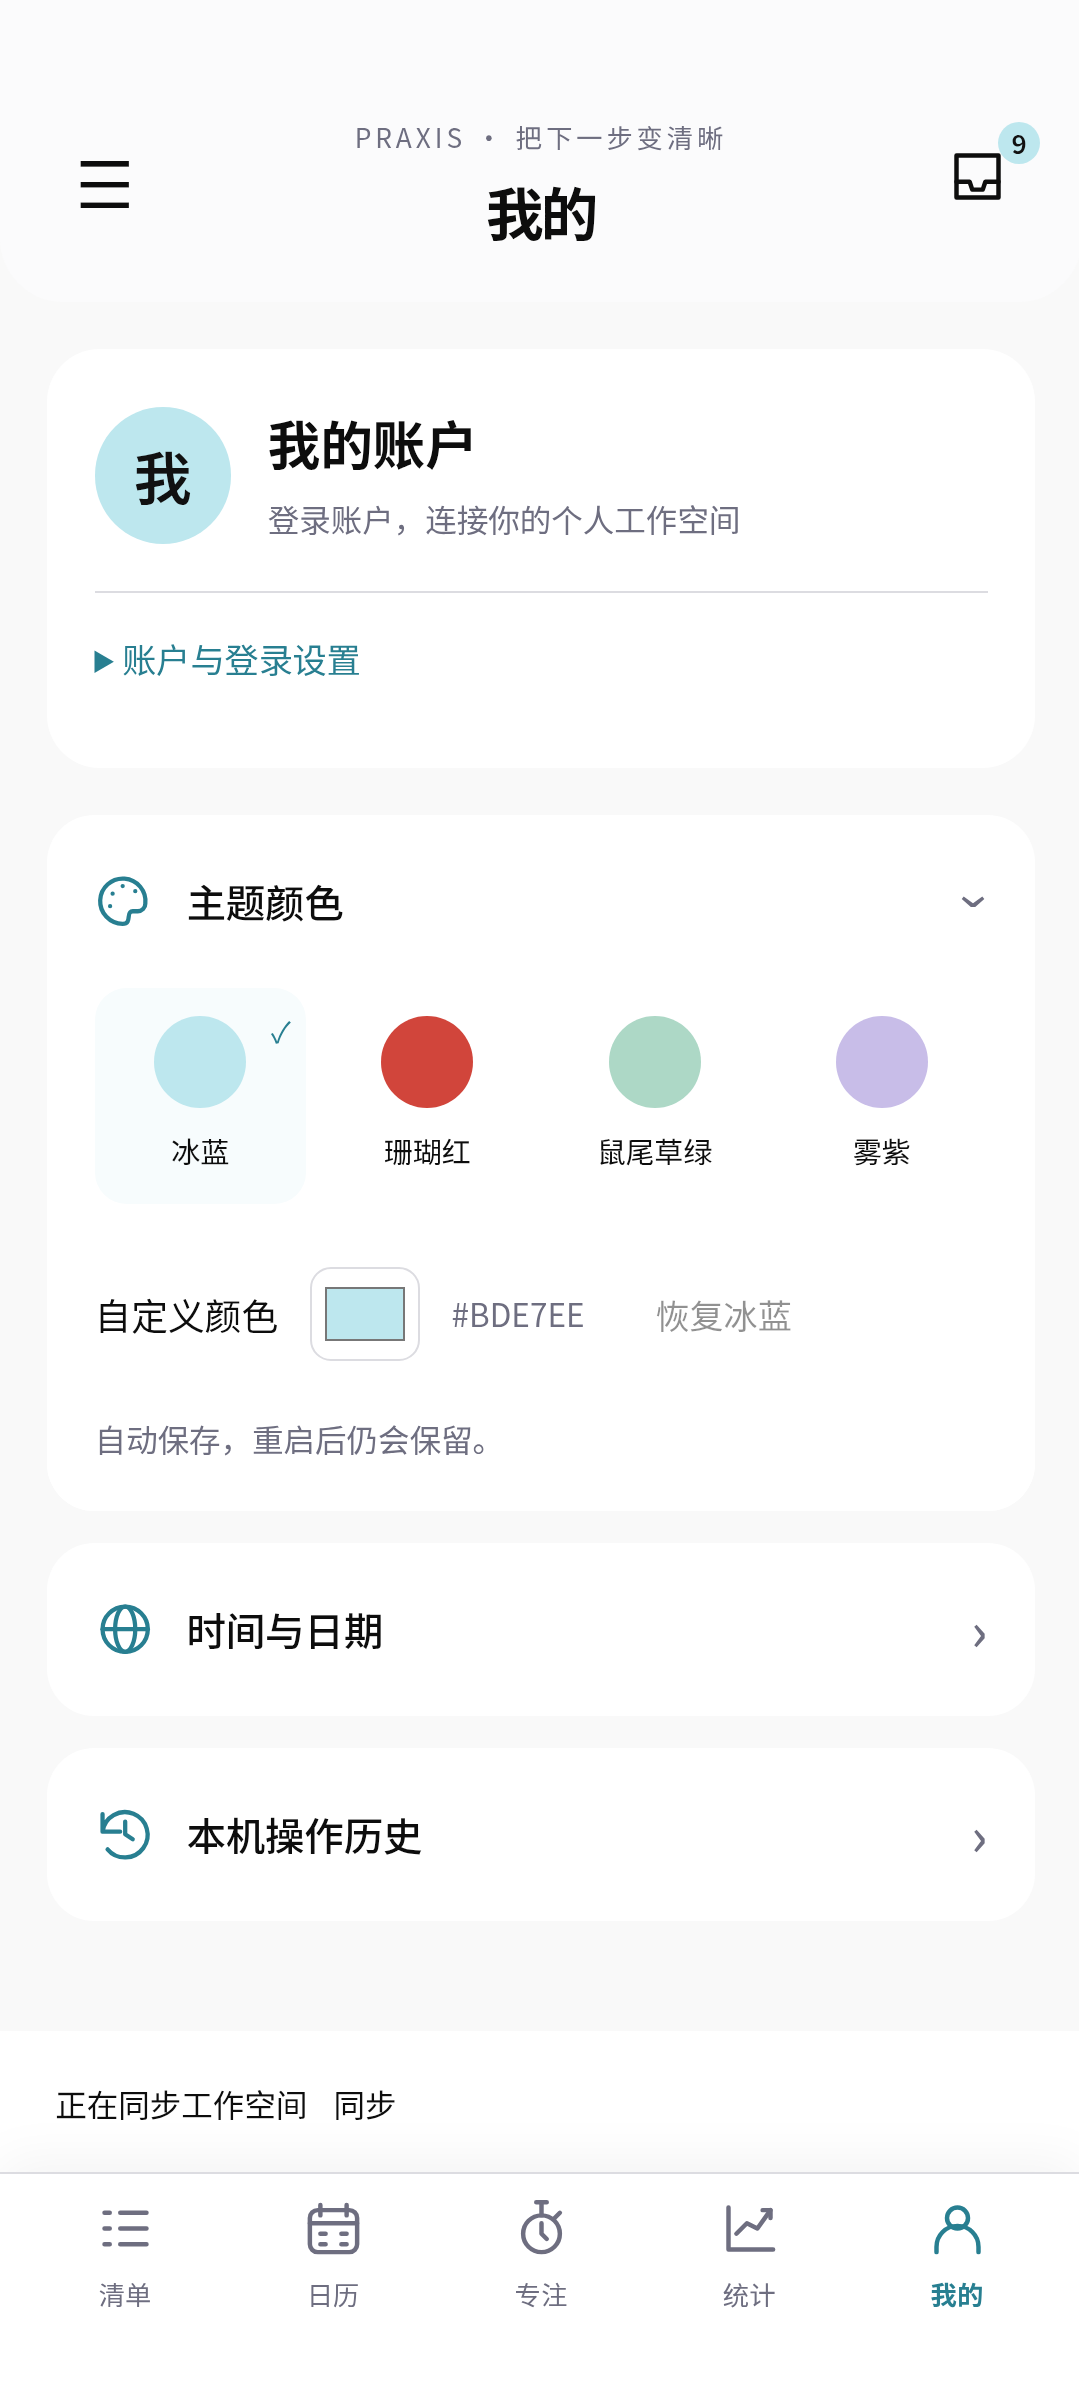 PRAXIS • 把下一步变清晰
我的
9
我
我的账户
登录账户，连接你的个人工作空间
▶ 账户与登录设置
主题颜色
✓
冰蓝 珊瑚红 鼠尾草绿 雾紫
自定义颜色 #BDE7EE 恢复冰蓝
自动保存，重启后仍会保留。
时间与日期
本机操作历史
正在同步工作空间 同步
清单 日历 专注 统计 我的